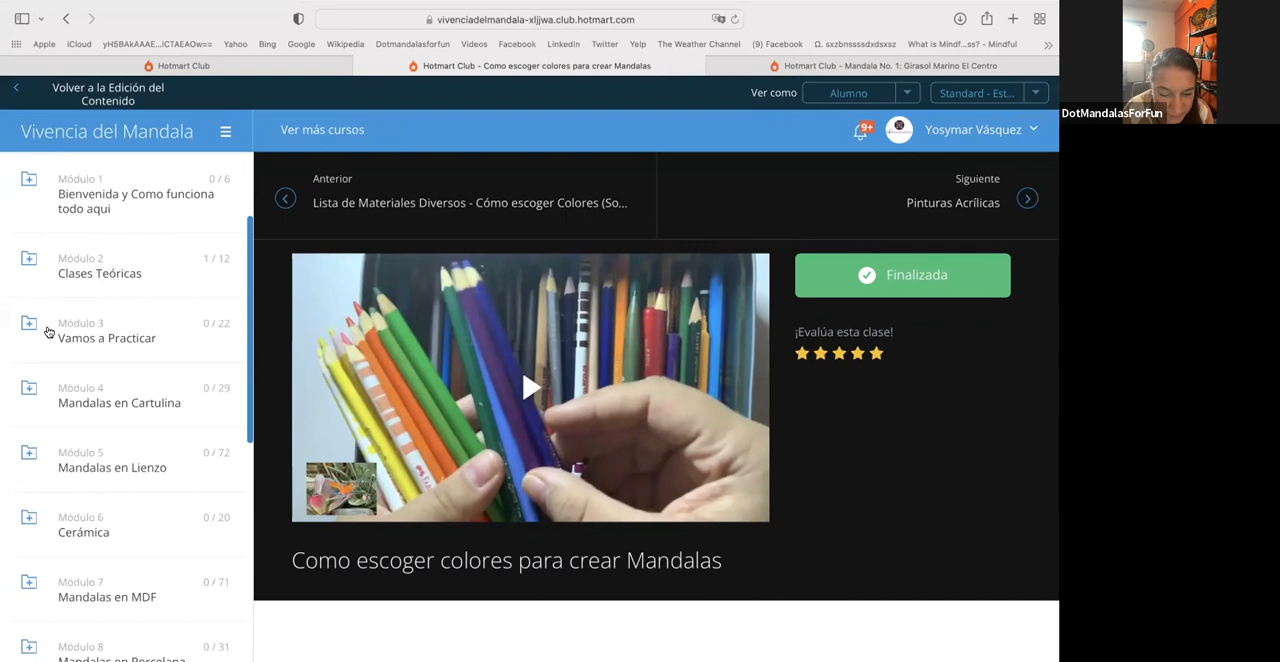 vivenciadelmandala-xljjwa.club.hotmart.com
Apple iCloud yH5BAkAAAE...ICTAEAOw== Yahoo Bing Google Wikipedia Dotmandalasforfun Videos Facebook LinkedIn Twitter Yelp The Weather Channel (9) Facebook Ω. sxzbnsssdxdsxsz What is Mindf...ss? - Mindful
Hotmart Club
Hotmart Club - Como escoger colores para crear Mandalas
Hotmart Club - Mandala No. 1: Girasol Marino El Centro
Volver a la Edición del
Contenido
Ver como
Alumno
Standard - Est...
Vivencia del Mandala
Ver más cursos
9+
Yosymar Vásquez
Módulo 1 0 / 6
Bienvenida y Como funciona
todo aqui
Módulo 2 1 / 12
Clases Teóricas
Módulo 3 0 / 22
Vamos a Practicar
Módulo 4 0 / 29
Mandalas en Cartulina
Módulo 5 0 / 72
Mandalas en Lienzo
Módulo 6 0 / 20
Cerámica
Módulo 7 0 / 71
Mandalas en MDF
Módulo 8 0 / 31
Mandalas en Porcelana
Anterior
Lista de Materiales Diversos - Cómo escoger Colores (So...
Siguiente
Pinturas Acrílicas
Finalizada
¡Evalúa esta clase!
Como escoger colores para crear Mandalas
DotMandalasForFun